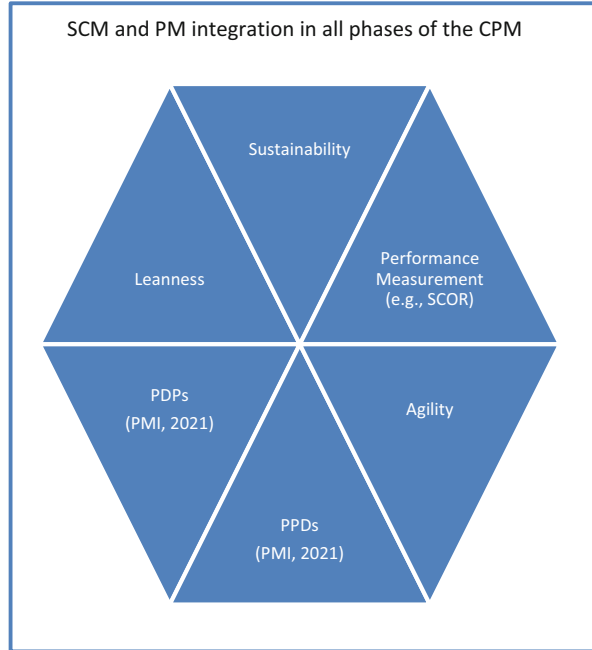 SCM and PM integration in all phases of the CPM
Sustainability
Leanness
Performance
Measurement
(e.g., SCOR)
PDPs
(PMI, 2021)
Agility
PPDs
(PMI, 2021)